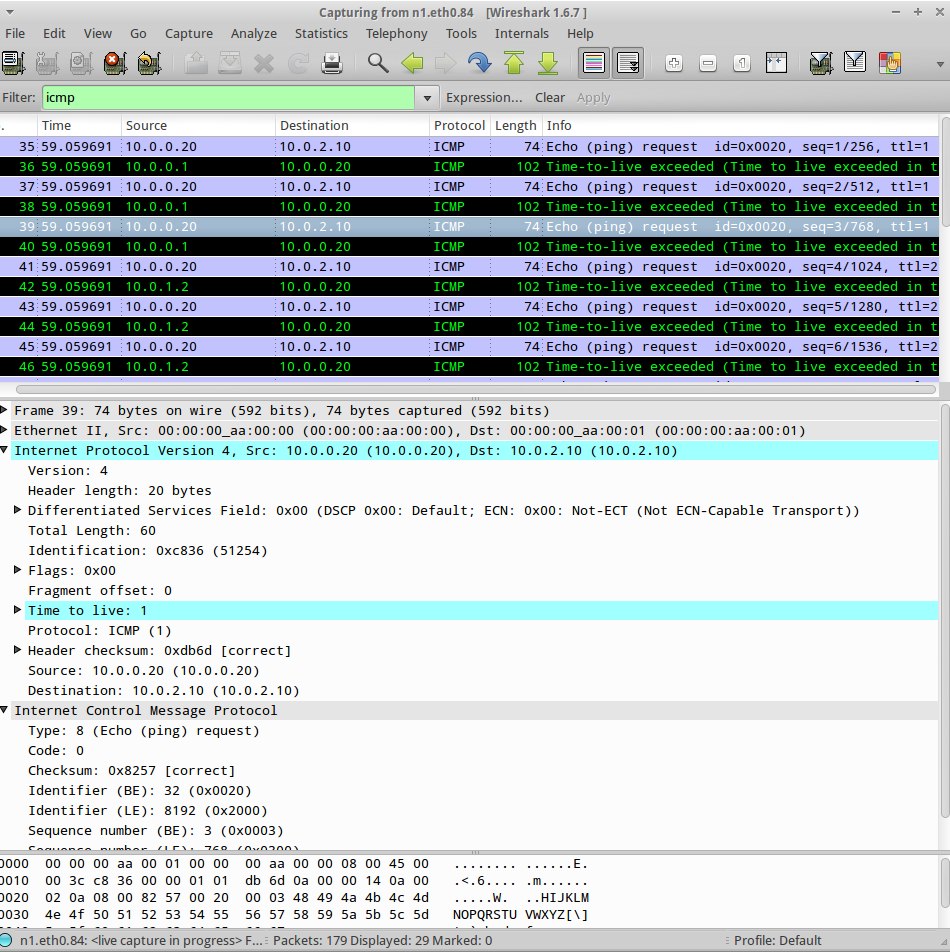 Capturing from n1.eth0.84 [Wireshark 1.6.7 ]
File Edit View Go Capture Analyze Statistics Telephony Tools Internals Help
Filter: icmp Expression... Clear Apply
. Time Source Destination Protocol Length Info
35 59.059691 10.0.0.20 10.0.2.10 ICMP 74 Echo (ping) request id=0x0020, seq=1/256, ttl=1
36 59.059691 10.0.0.1 10.0.0.20 ICMP 102 Time-to-live exceeded (Time to live exceeded in t
37 59.059691 10.0.0.20 10.0.2.10 ICMP 74 Echo (ping) request id=0x0020, seq=2/512, ttl=1
38 59.059691 10.0.0.1 10.0.0.20 ICMP 102 Time-to-live exceeded (Time to live exceeded in t
39 59.059691 10.0.0.20 10.0.2.10 ICMP 74 Echo (ping) request id=0x0020, seq=3/768, ttl=1
40 59.059691 10.0.0.1 10.0.0.20 ICMP 102 Time-to-live exceeded (Time to live exceeded in t
41 59.059691 10.0.0.20 10.0.2.10 ICMP 74 Echo (ping) request id=0x0020, seq=4/1024, ttl=2
42 59.059691 10.0.1.2 10.0.0.20 ICMP 102 Time-to-live exceeded (Time to live exceeded in t
43 59.059691 10.0.0.20 10.0.2.10 ICMP 74 Echo (ping) request id=0x0020, seq=5/1280, ttl=2
44 59.059691 10.0.1.2 10.0.0.20 ICMP 102 Time-to-live exceeded (Time to live exceeded in t
45 59.059691 10.0.0.20 10.0.2.10 ICMP 74 Echo (ping) request id=0x0020, seq=6/1536, ttl=2
46 59.059691 10.0.1.2 10.0.0.20 ICMP 102 Time-to-live exceeded (Time to live exceeded in t
Frame 39: 74 bytes on wire (592 bits), 74 bytes captured (592 bits)
Ethernet II, Src: 00:00:00_aa:00:00 (00:00:00:aa:00:00), Dst: 00:00:00_aa:00:01 (00:00:00:aa:00:01)
Internet Protocol Version 4, Src: 10.0.0.20 (10.0.0.20), Dst: 10.0.2.10 (10.0.2.10)
Version: 4
Header length: 20 bytes
Differentiated Services Field: 0x00 (DSCP 0x00: Default; ECN: 0x00: Not-ECT (Not ECN-Capable Transport))
Total Length: 60
Identification: 0xc836 (51254)
Flags: 0x00
Fragment offset: 0
Time to live: 1
Protocol: ICMP (1)
Header checksum: 0xdb6d [correct]
Source: 10.0.0.20 (10.0.0.20)
Destination: 10.0.2.10 (10.0.2.10)
Internet Control Message Protocol
Type: 8 (Echo (ping) request)
Code: 0
Checksum: 0x8257 [correct]
Identifier (BE): 32 (0x0020)
Identifier (LE): 8192 (0x2000)
Sequence number (BE): 3 (0x0003)
Sequence number (LE): 768 (0x0300)
0000 00 00 00 aa 00 01 00 00 00 aa 00 00 08 00 45 00 ........ ......E.
0010 00 3c c8 36 00 00 01 01 db 6d 0a 00 00 14 0a 00 .<.6.... .m......
0020 02 0a 08 00 82 57 00 20 00 03 48 49 4a 4b 4c 4d .....W. ..HIJKLM
0030 4e 4f 50 51 52 53 54 55 56 57 58 59 5a 5b 5c 5d NOPQRSTU VWXYZ[\]
n1.eth0.84: <live capture in progress> F... Packets: 179 Displayed: 29 Marked: 0 Profile: Default